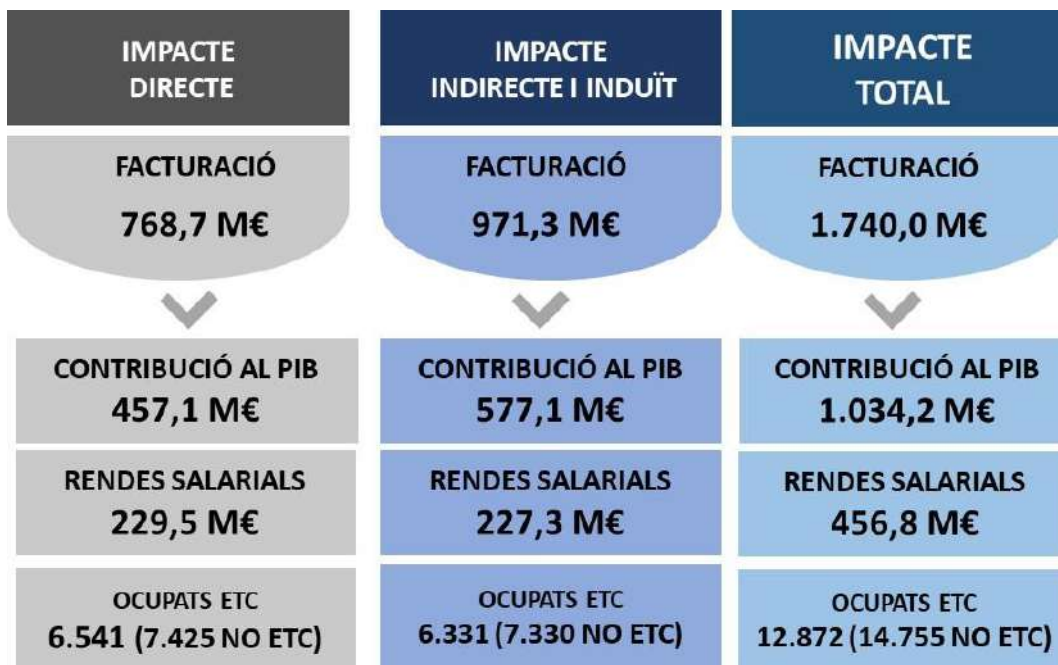 IMPACTE
DIRECTE
FACTURACIÓ
768,7 M€
CONTRIBUCIÓ AL PIB
457,1 M€
RENDES SALARIALS
229,5 M€
OCUPATS ETC
6.541 (7.425 NO ETC)
IMPACTE
INDIRECTE I INDUÏT
FACTURACIÓ
971,3 M€
CONTRIBUCIÓ AL PIB
577,1 M€
RENDES SALARIALS
227,3 M€
OCUPATS ETC
6.331 (7.330 NO ETC)
IMPACTE
TOTAL
FACTURACIÓ
1.740,0 M€
CONTRIBUCIÓ AL PIB
1.034,2 M€
RENDES SALARIALS
456,8 M€
OCUPATS ETC
12.872 (14.755 NO ETC)